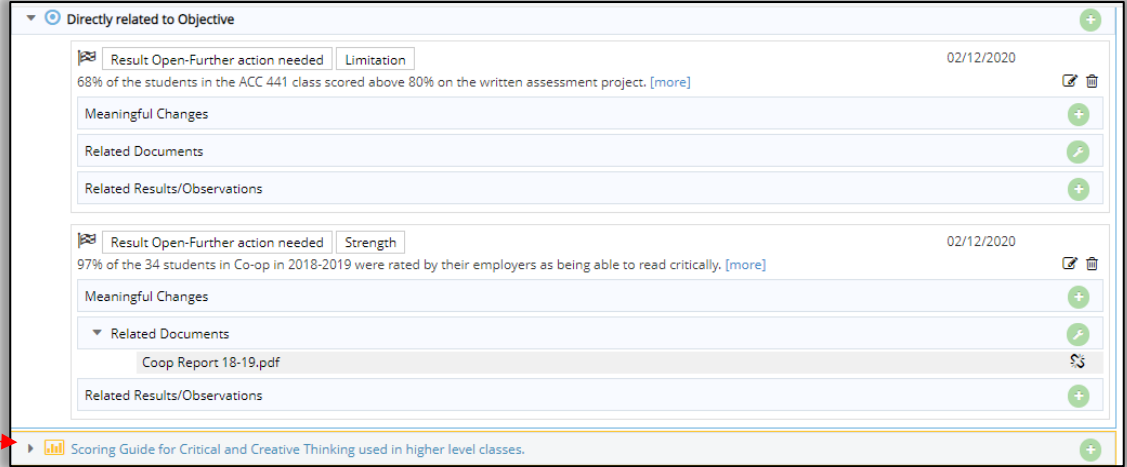 Directly related to Objective
Result Open-Further action needed Limitation 02/12/2020
68% of the students in the ACC 441 class scored above 80% on the written assessment project. [more]
Meaningful Changes
Related Documents
Related Results/Observations
Result Open-Further action needed Strength 02/12/2020
97% of the 34 students in Co-op in 2018-2019 were rated by their employers as being able to read critically. [more]
Meaningful Changes
Related Documents
Coop Report 18-19.pdf
Related Results/Observations
Scoring Guide for Critical and Creative Thinking used in higher level classes.